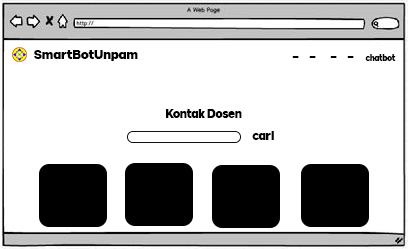 A Web Page
http://
SmartBotUnpam
- - - - chatbot
Kontak Dosen
cari